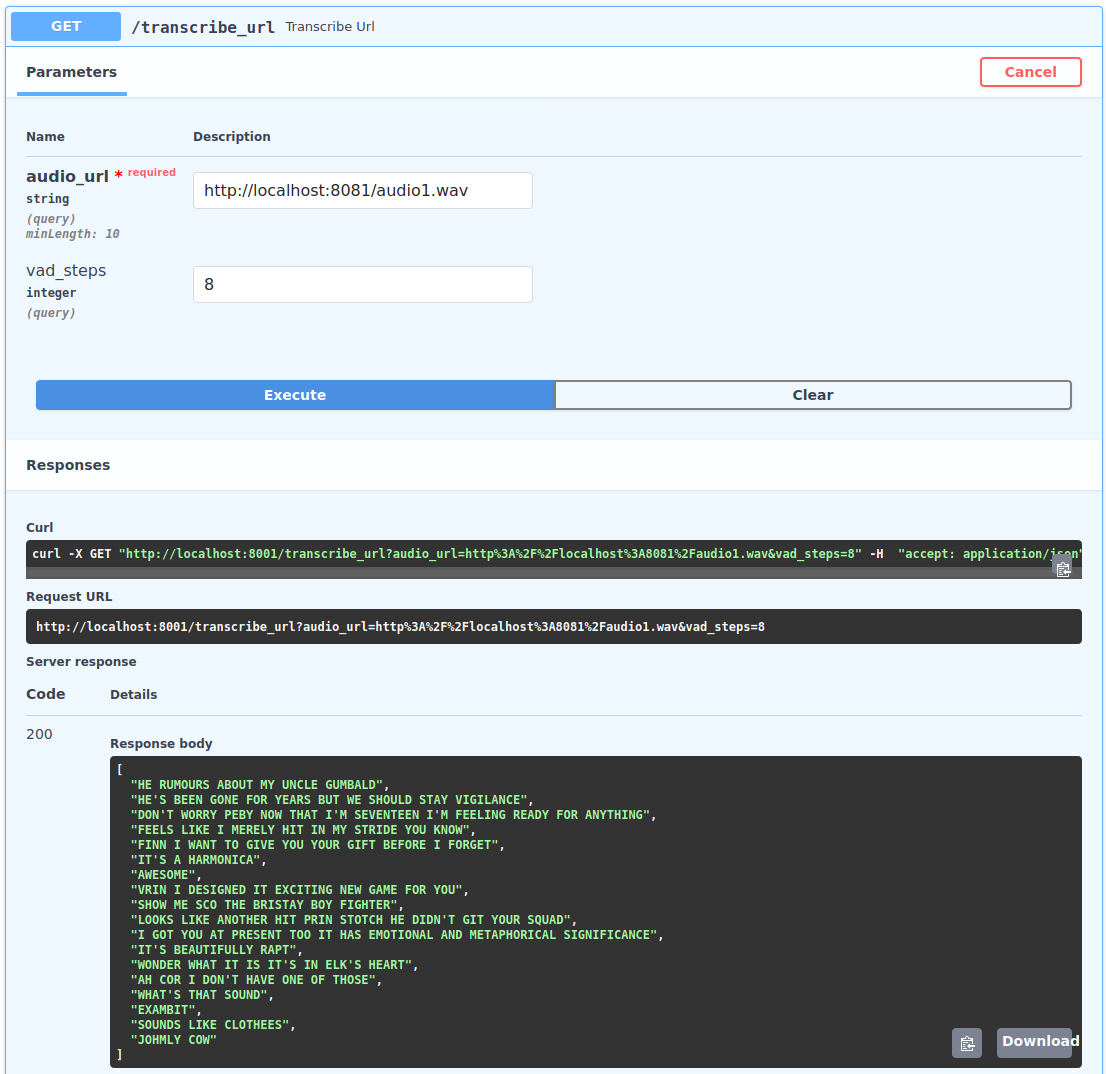 GET /transcribe_url Transcribe Url
Parameters
Cancel
Name Description
audio_url * required
string
(query)
minLength: 10
http://localhost:8081/audio1.wav
vad_steps
integer
(query)
8
Execute
Clear
Responses
Curl
curl -X GET "http://localhost:8001/transcribe_url?audio_url=http%3A%2F%2Flocalhost%3A8081%2Faudio1.wav&vad_steps=8" -H  "accept: application/json"
Request URL
http://localhost:8001/transcribe_url?audio_url=http%3A%2F%2Flocalhost%3A8081%2Faudio1.wav&vad_steps=8
Server response
Code Details
200
Response body
[
  "HE RUMOURS ABOUT MY UNCLE GUMBALD",
  "HE'S BEEN GONE FOR YEARS BUT WE SHOULD STAY VIGILANCE",
  "DON'T WORRY PEBY NOW THAT I'M SEVENTEEN I'M FEELING READY FOR ANYTHING",
  "FEELS LIKE I MERELY HIT IN MY STRIDE YOU KNOW",
  "FINN I WANT TO GIVE YOU YOUR GIFT BEFORE I FORGET",
  "IT'S A HARMONICA",
  "AWESOME",
  "VRIN I DESIGNED IT EXCITING NEW GAME FOR YOU",
  "SHOW ME SCO THE BRISTAY BOY FIGHTER",
  "LOOKS LIKE ANOTHER HIT PRIN STOTCH HE DIDN'T GIT YOUR SQUAD",
  "I GOT YOU AT PRESENT TOO IT HAS EMOTIONAL AND METAPHORICAL SIGNIFICANCE",
  "IT'S BEAUTIFULLY RAPT",
  "WONDER WHAT IT IS IT'S IN ELK'S HEART",
  "AH COR I DON'T HAVE ONE OF THOSE",
  "WHAT'S THAT SOUND",
  "EXAMBIT",
  "SOUNDS LIKE CLOTHEES",
  "JOHMLY COW"
]
Download